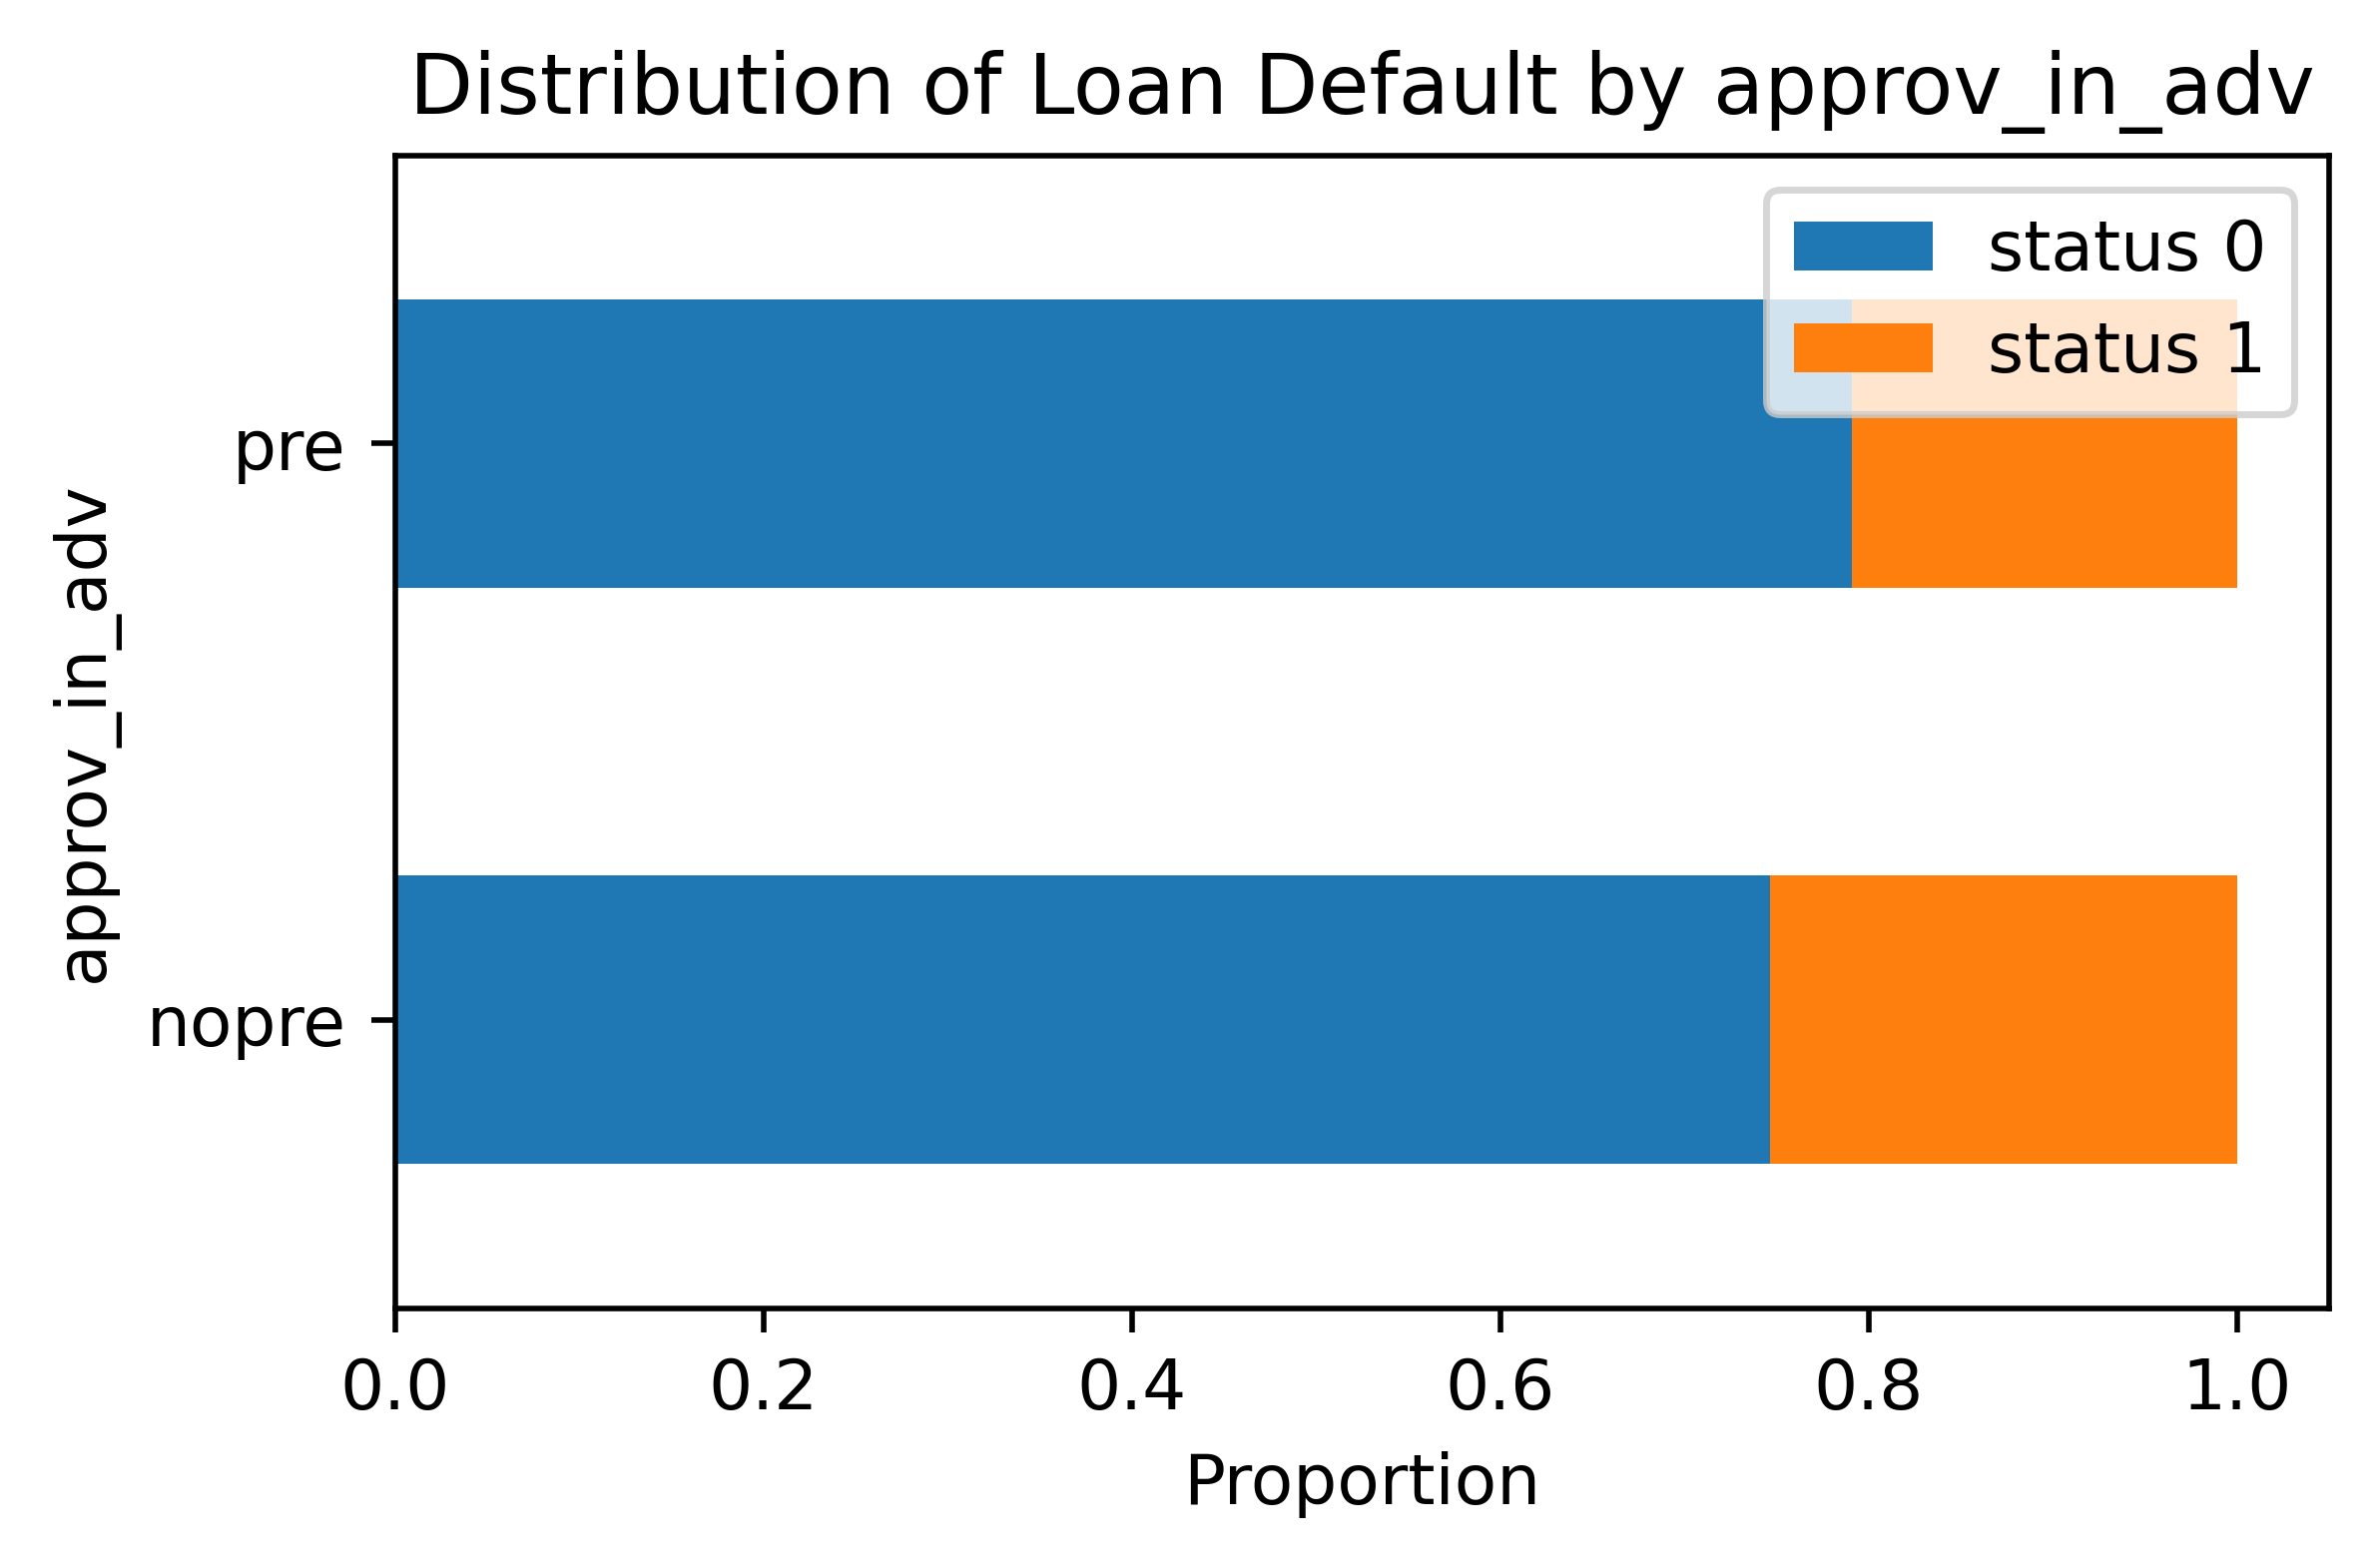 Distribution of Loan Default by approv_in_adv
status 0
status 1
approv_in_adv
pre
nopre
0.0 0.2 0.4 0.6 0.8 1.0
Proportion